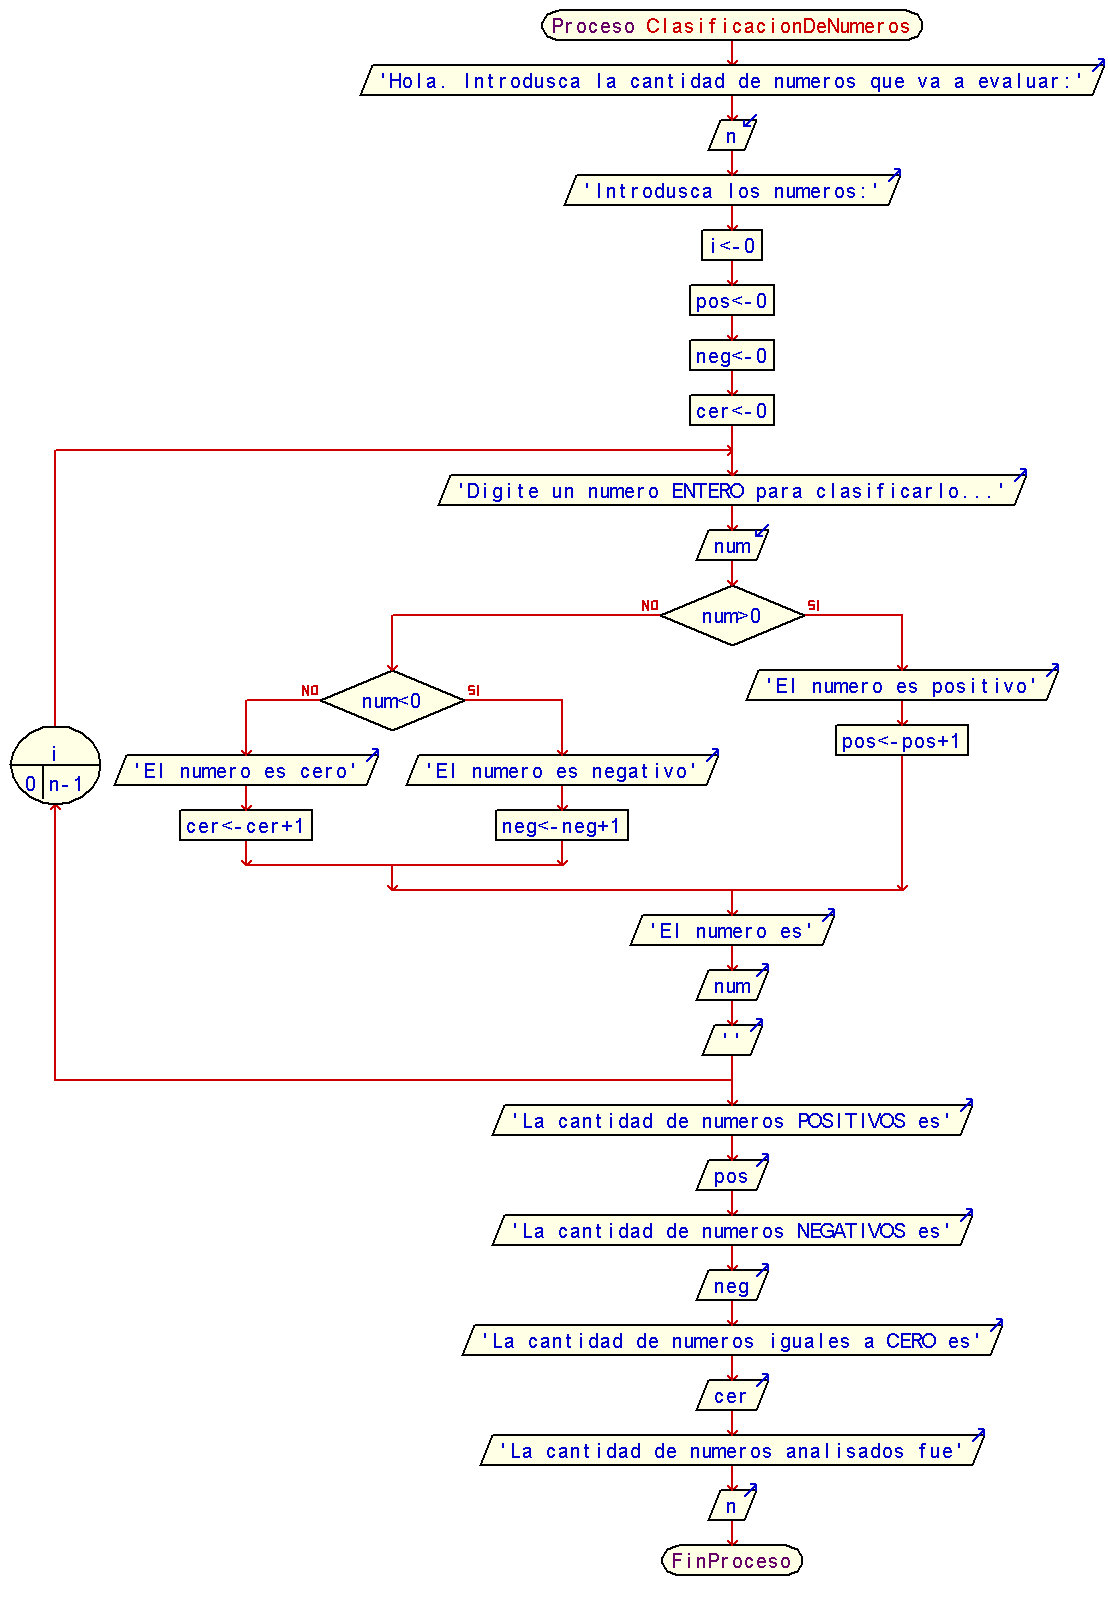 Proceso ClasificacionDeNumeros
'Hola. Introdusca la cantidad de numeros que va a evaluar:'
n
'Introdusca los numeros:'
i<-0
pos<-0
neg<-0
cer<-0
'Digite un numero ENTERO para clasificarlo...'
num
NO
SI
num>0
NO
SI
num<0
'El numero es positivo'
pos<-pos+1
i
0 n-1
'El numero es cero'
'El numero es negativo'
cer<-cer+1
neg<-neg+1
'El numero es'
num
' '
'La cantidad de numeros POSITIVOS es'
pos
'La cantidad de numeros NEGATIVOS es'
neg
'La cantidad de numeros iguales a CERO es'
cer
'La cantidad de numeros analisados fue'
n
FinProceso